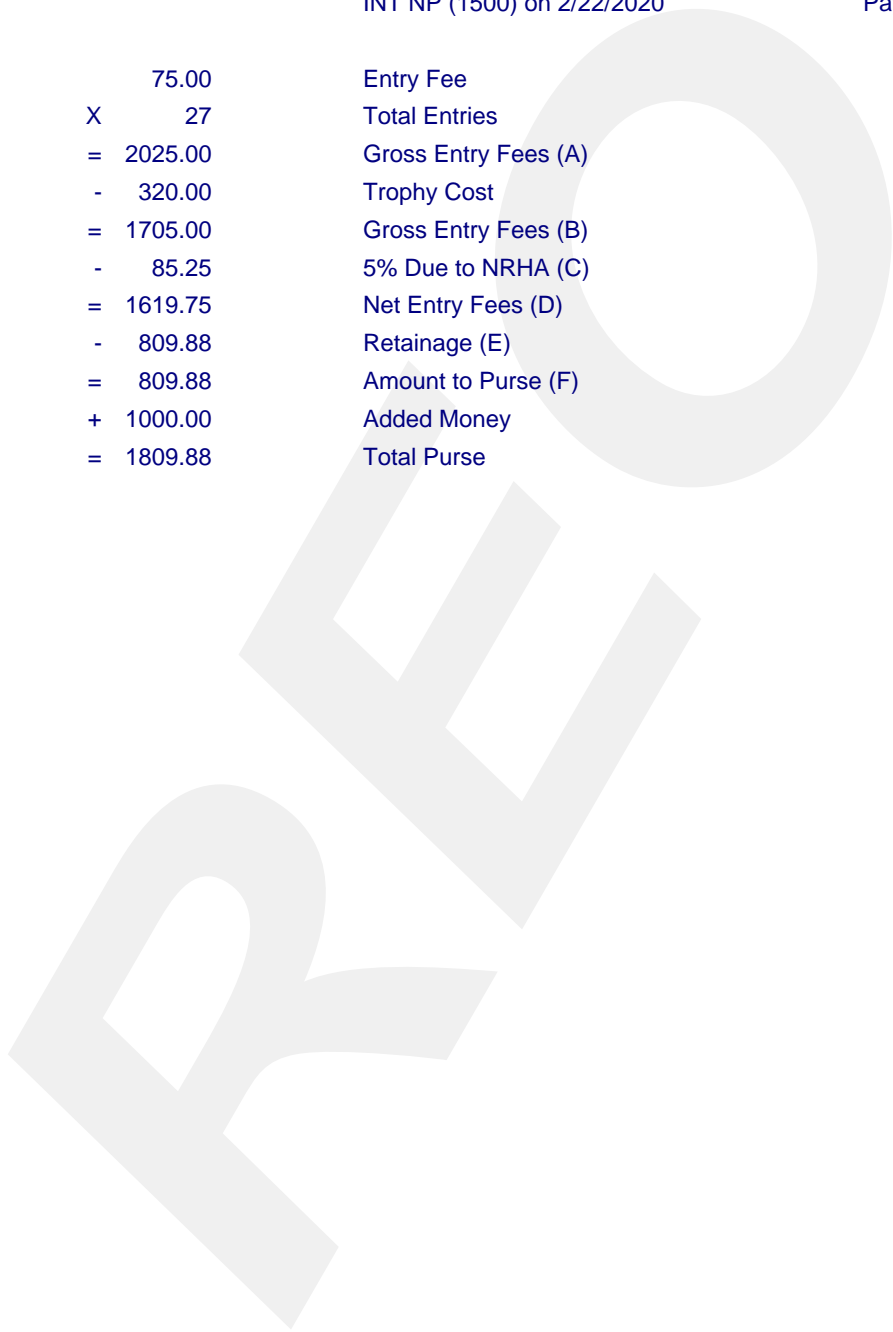 INT NP (1500) on 2/22/2020 Pa
75.00 Entry Fee
X 27 Total Entries
= 2025.00 Gross Entry Fees (A)
- 320.00 Trophy Cost
= 1705.00 Gross Entry Fees (B)
- 85.25 5% Due to NRHA (C)
= 1619.75 Net Entry Fees (D)
- 809.88 Retainage (E)
= 809.88 Amount to Purse (F)
+ 1000.00 Added Money
= 1809.88 Total Purse
REO